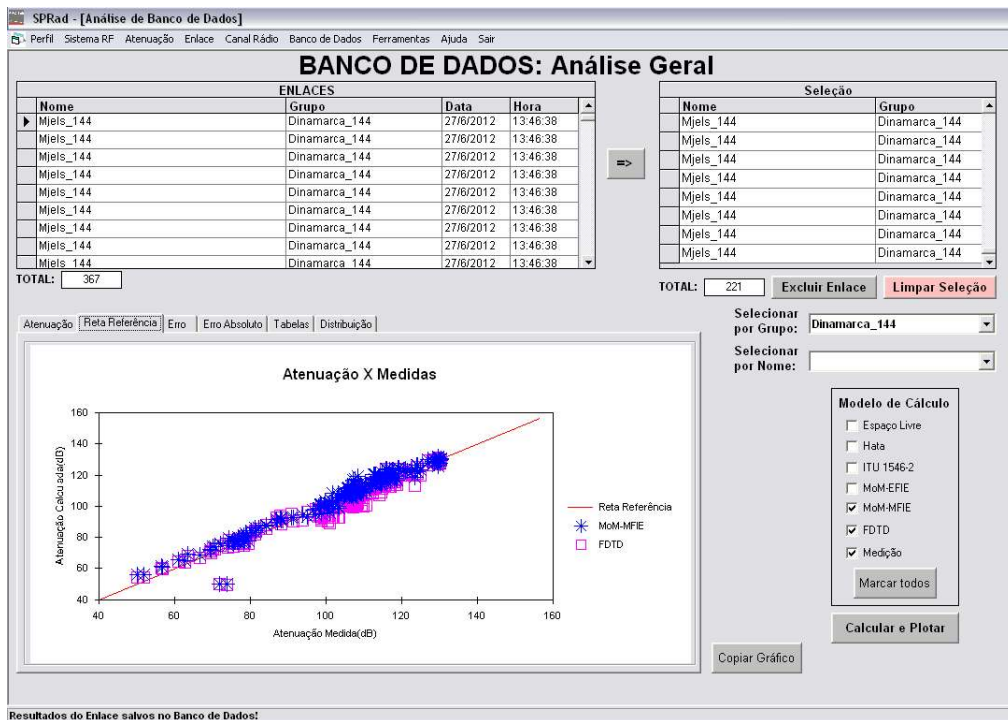 SPRad - [Análise de Banco de Dados]
Perfil Sistema RF Atenuação Enlace Canal Rádio Banco de Dados Ferramentas Ajuda Sair
BANCO DE DADOS: Análise Geral
ENLACES
Nome Grupo Data Hora
Mjels_144 Dinamarca_144 27/6/2012 13:46:38
Mjels_144 Dinamarca_144 27/6/2012 13:46:38
Mjels_144 Dinamarca_144 27/6/2012 13:46:38
Mjels_144 Dinamarca_144 27/6/2012 13:46:38
Mjels_144 Dinamarca_144 27/6/2012 13:46:38
Mjels_144 Dinamarca_144 27/6/2012 13:46:38
Mjels_144 Dinamarca_144 27/6/2012 13:46:38
Mjels_144 Dinamarca_144 27/6/2012 13:46:38
Mjels_144 Dinamarca_144 27/6/2012 13:46:38
TOTAL: 367
=>
Seleção
Nome Grupo
Mjels_144 Dinamarca_144
Mjels_144 Dinamarca_144
Mjels_144 Dinamarca_144
Mjels_144 Dinamarca_144
Mjels_144 Dinamarca_144
Mjels_144 Dinamarca_144
Mjels_144 Dinamarca_144
Mjels_144 Dinamarca_144
TOTAL: 221 Excluir Enlace Limpar Seleção
Selecionar
por Grupo: Dinamarca_144
Selecionar
por Nome:
Atenuação Reta Referência Erro Erro Absoluto Tabelas Distribuição
Atenuação X Medidas
Atenuação Calculada(dB)
160
140
120
100
80
60
40
40 60 80 100 120 140 160
Atenuação Medida(dB)
Reta Referência
MoM-MFIE
FDTD
Modelo de Cálculo
Espaço Livre
Hata
ITU 1546-2
MoM-EFIE
MoM-MFIE
FDTD
Medição
Marcar todos
Calcular e Plotar
Copiar Gráfico
Resultados do Enlace salvos no Banco de Dados!